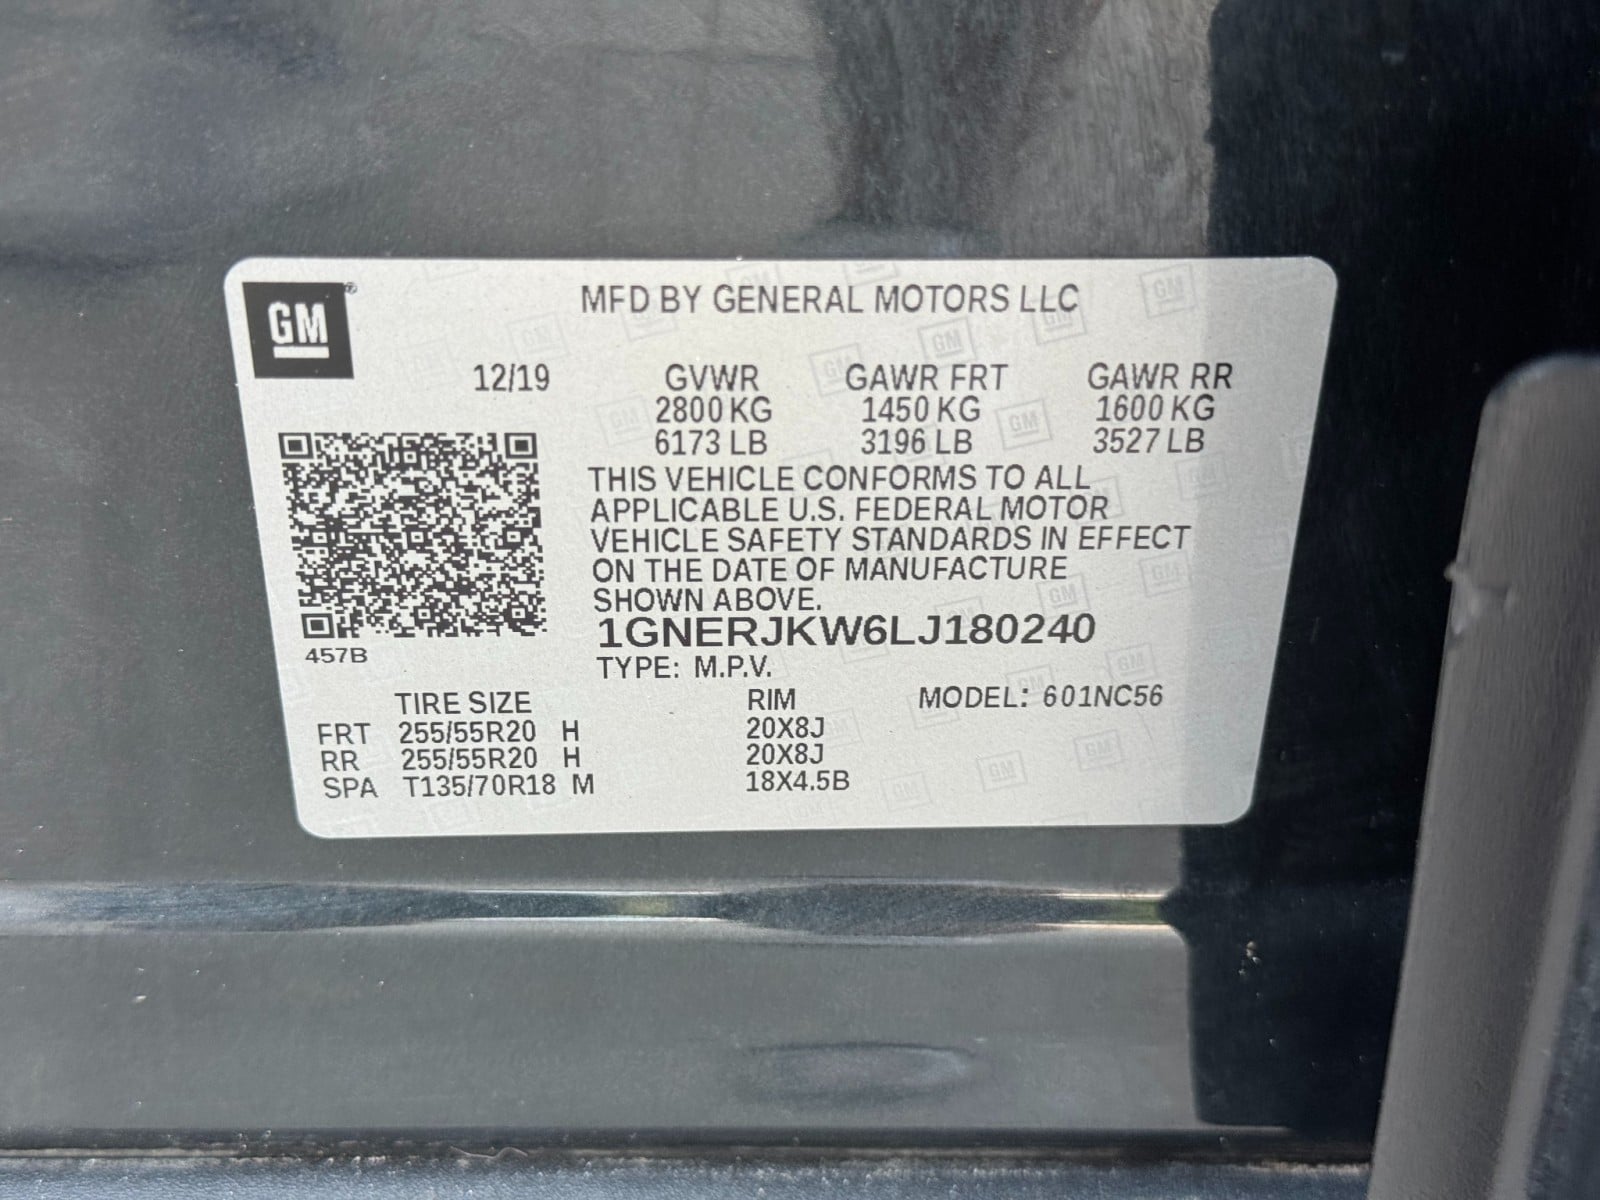 GM ®
MFD BY GENERAL MOTORS LLC
12/19 GVWR GAWR FRT GAWR RR
2800 KG 1450 KG 1600 KG
6173 LB 3196 LB 3527 LB
THIS VEHICLE CONFORMS TO ALL
APPLICABLE U.S. FEDERAL MOTOR
VEHICLE SAFETY STANDARDS IN EFFECT
ON THE DATE OF MANUFACTURE
SHOWN ABOVE.
1GNERJKW6LJ180240
457B
TYPE: M.P.V.
TIRE SIZE RIM MODEL: 601NC56
FRT 255/55R20 H 20X8J
RR 255/55R20 H 20X8J
SPA T135/70R18 M 18X4.5B